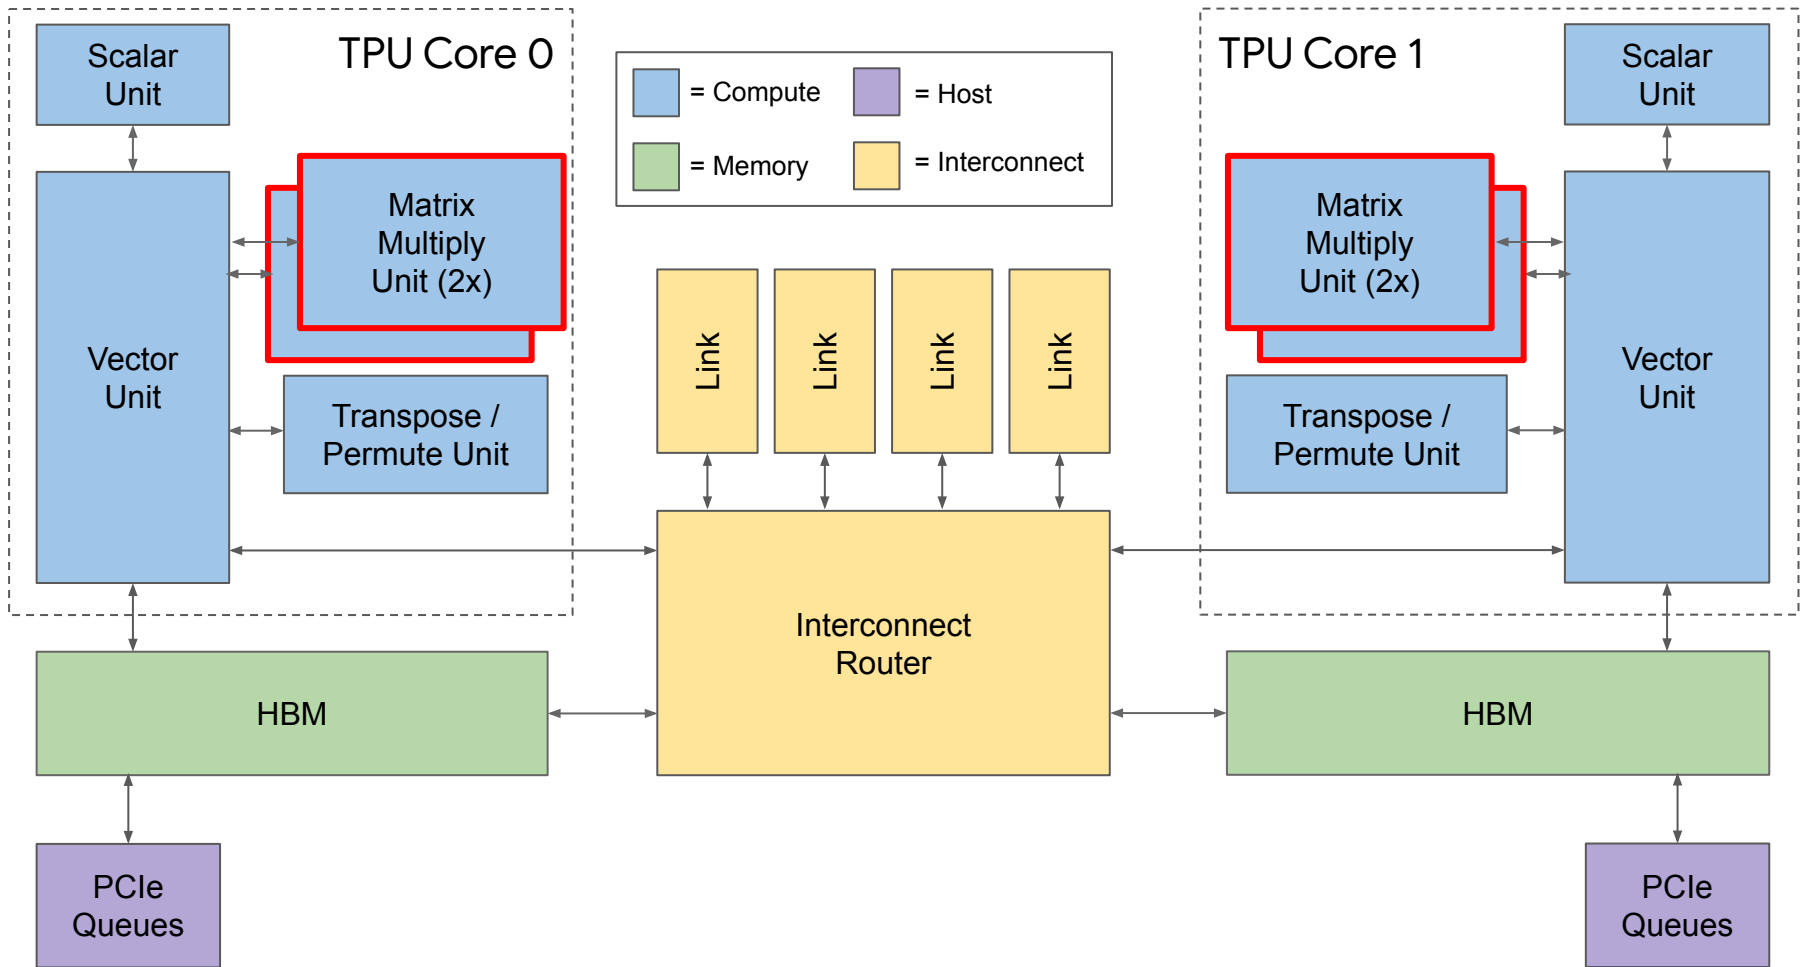 Scalar
Unit
TPU Core 0
= Compute
= Host
= Memory
= Interconnect
TPU Core 1
Scalar
Unit
Matrix
Multiply
Unit (2x)
Vector
Unit
Transpose /
Permute Unit
Link
Link
Link
Link
Matrix
Multiply
Unit (2x)
Vector
Unit
Transpose /
Permute Unit
Interconnect
Router
HBM
HBM
PCIe
Queues
PCIe
Queues